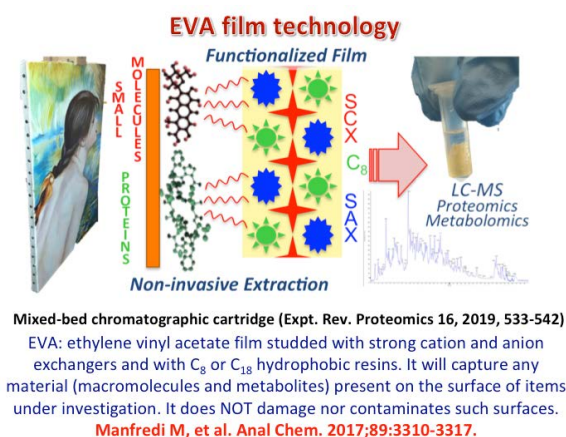 EVA film technology
Functionalized Film
SMALL
MOLECULES
PROTEINS
SCX
C₈
SAX
LC-MS
Proteomics
Metabolomics
Non-invasive Extraction
Mixed-bed chromatographic cartridge (Expt. Rev. Proteomics 16, 2019, 533-542)
EVA: ethylene vinyl acetate film studded with strong cation and anion
exchangers and with C₈ or C₁₈ hydrophobic resins. It will capture any
material (macromolecules and metabolites) present on the surface of items
under investigation. It does NOT damage nor contaminates such surfaces.
Manfredi M, et al. Anal Chem. 2017;89:3310-3317.